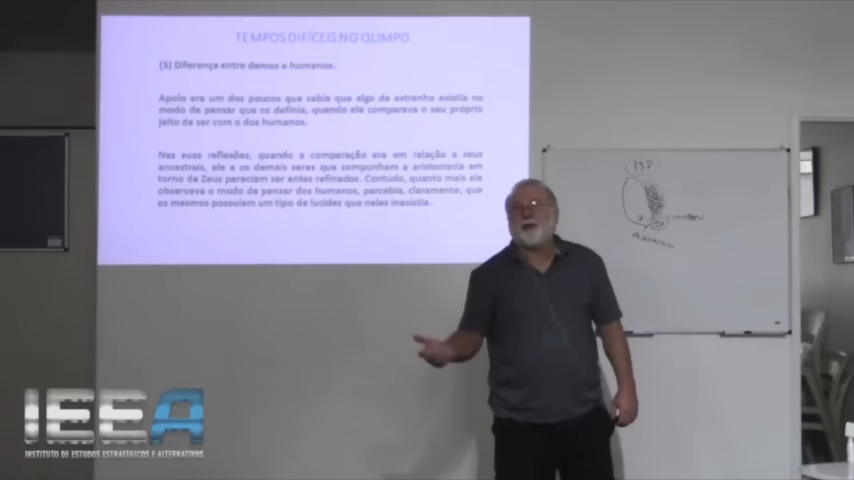 TEMPOS DIFÍCEIS NO OLIMPO
(3) Diferença entre demos e humanos.
Apolo era um dos poucos que sabia que algo de estranho existia no
modo de pensar que os definia, quando ele comparava o seu próprio
jeito de ser com o dos humanos.
Nas suas reflexões, quando a comparação era em relação a seus
ancestrais, ele e os demais seres que compunham a aristocracia em
torno de Zeus pareciam ser entes refinados. Contudo, quanto mais ele
observava o modo de pensar dos humanos, percebia, claramente, que
os mesmos possuíam um tipo de lucidez que neles inexistia.
138
IEEA
INSTITUTO DE ESTUDOS ESTRATÉGICOS E ALTERNATIVOS